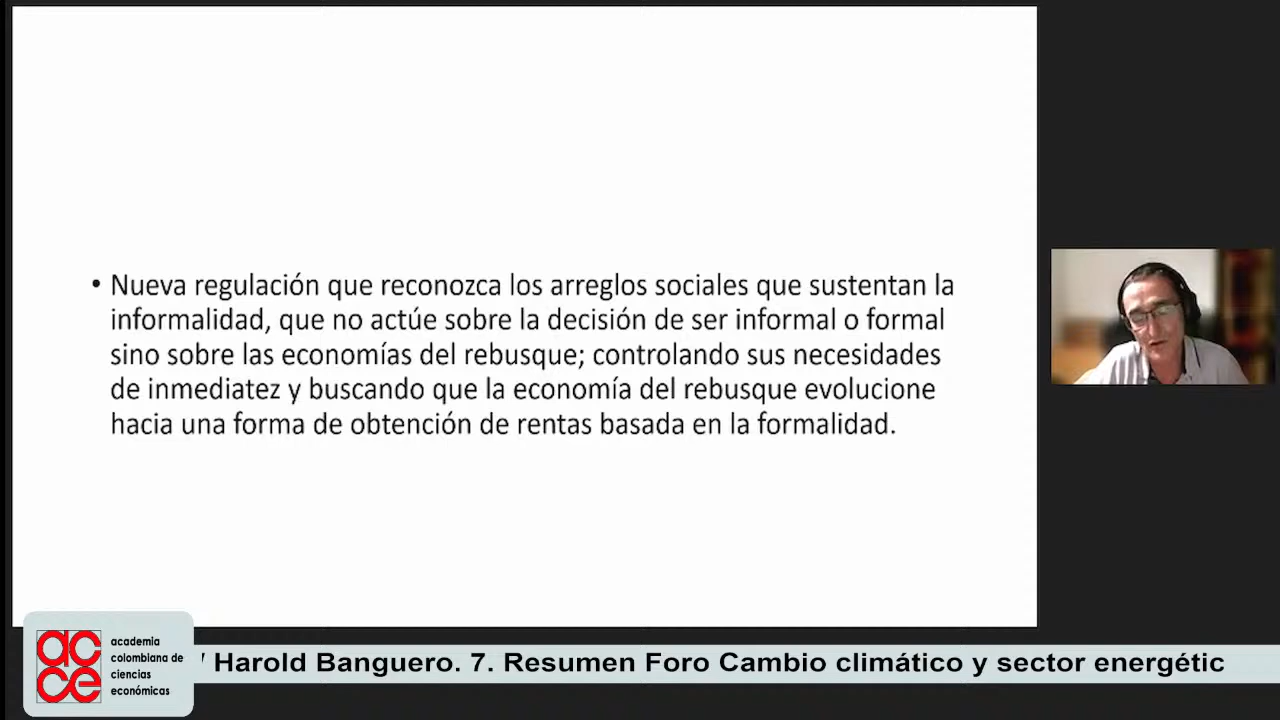 • Nueva regulación que reconozca los arreglos sociales que sustentan la
informalidad, que no actúe sobre la decisión de ser informal o formal
sino sobre las economías del rebusque; controlando sus necesidades
de inmediatez y buscando que la economía del rebusque evolucione
hacia una forma de obtención de rentas basada en la formalidad.
ac
ce
academia
colombiana de
ciencias
económicas
/ Harold Banguero. 7. Resumen Foro Cambio climático y sector energétic